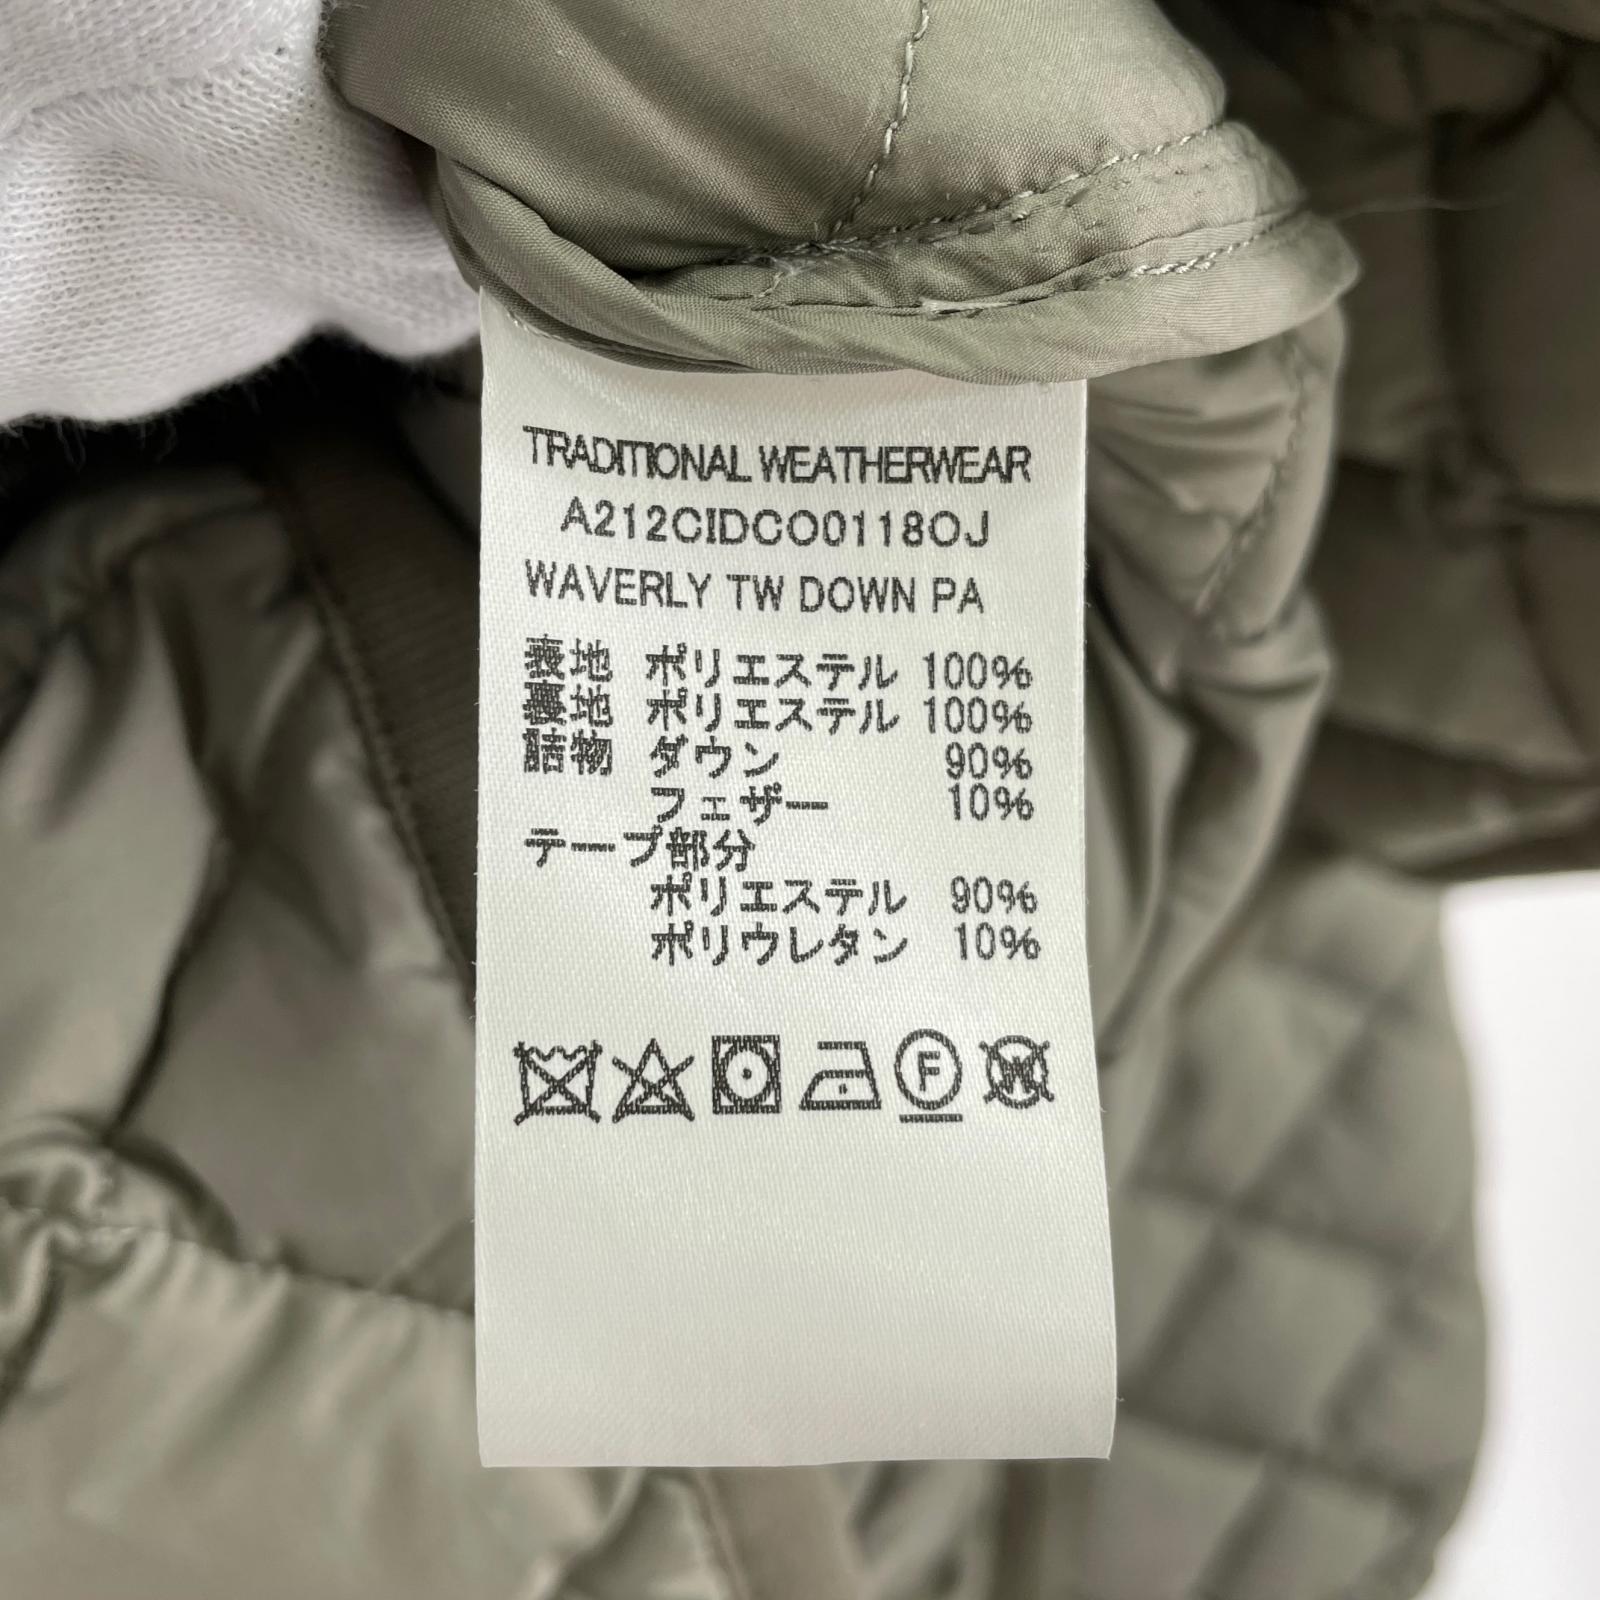 TRADITIONAL WEATHERWEAR
A212CIDCO0118OJ
WAVERLY TW DOWN PA
表地 ポリエステル 100%
裏地 ポリエステル 100%
詰物 ダウン 90%
フェザー 10%
テープ部分
ポリエステル 90%
ポリウレタン 10%
F W